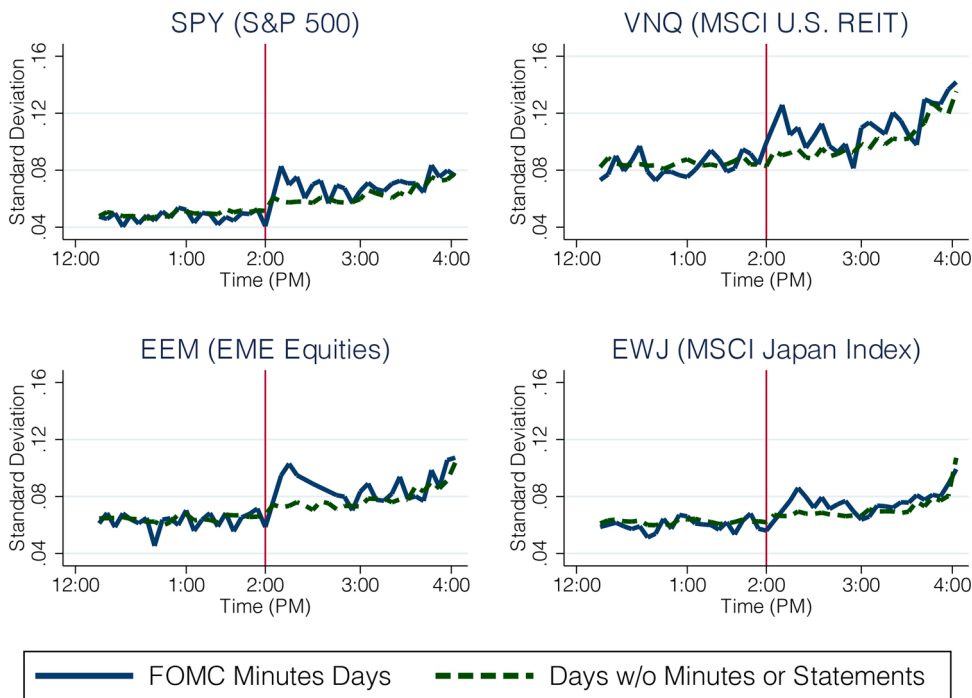 SPY (S&P 500)
Standard Deviation
.16
.12
.08
.04
12:00 1:00 2:00 3:00 4:00
Time (PM)
VNQ (MSCI U.S. REIT)
Standard Deviation
.16
.12
.08
.04
12:00 1:00 2:00 3:00 4:00
Time (PM)
EEM (EME Equities)
Standard Deviation
.16
.12
.08
.04
12:00 1:00 2:00 3:00 4:00
Time (PM)
EWJ (MSCI Japan Index)
Standard Deviation
.16
.12
.08
.04
12:00 1:00 2:00 3:00 4:00
Time (PM)
FOMC Minutes Days Days w/o Minutes or Statements